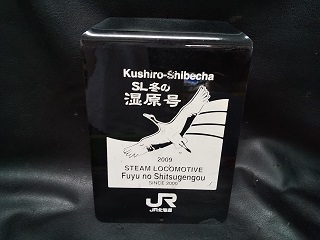 Kushiro-Shibecha
SL冬の
湿原号
2009
STEAM LOCOMOTIVE
Fuyu no Shitsugengou
SINCE 2000
JR
JR北海道